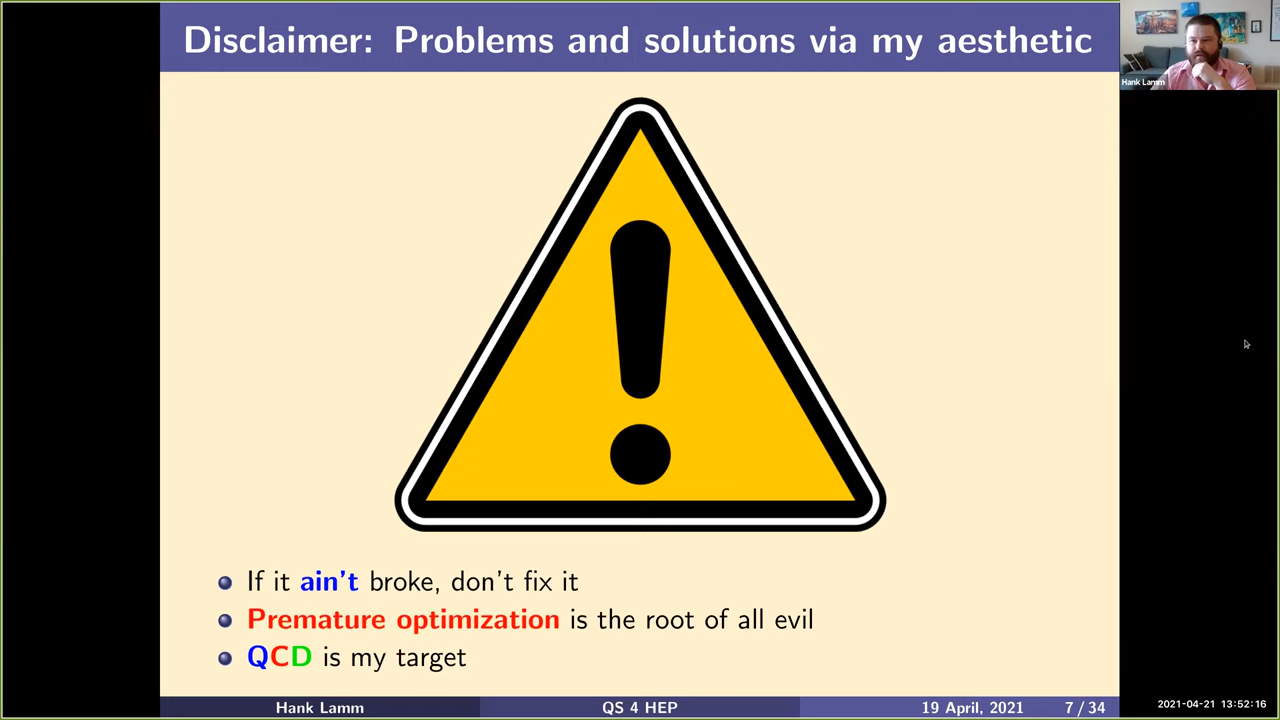 Disclaimer: Problems and solutions via my aesthetic
Hank Lamm
If it ain't broke, don't fix it
Premature optimization is the root of all evil
QCD is my target
Hank Lamm QS 4 HEP 19 April, 2021 7 / 34
2021-04-21 13:52:16